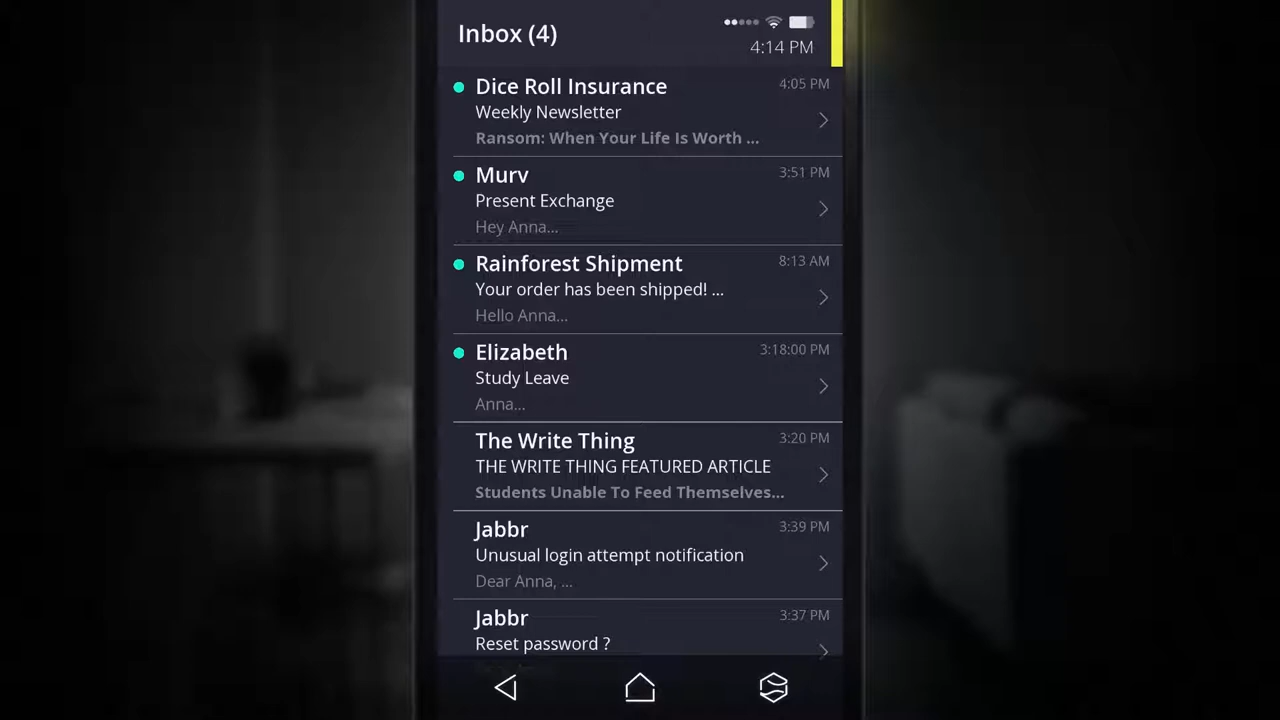 Inbox (4)
4:14 PM
Dice Roll Insurance
4:05 PM
Weekly Newsletter
Ransom: When Your Life Is Worth ...
Murv
3:51 PM
Present Exchange
Hey Anna...
Rainforest Shipment
8:13 AM
Your order has been shipped! ...
Hello Anna...
Elizabeth
3:18:00 PM
Study Leave
Anna...
The Write Thing
3:20 PM
THE WRITE THING FEATURED ARTICLE
Students Unable To Feed Themselves...
Jabbr
3:39 PM
Unusual login attempt notification
Dear Anna, ...
Jabbr
3:37 PM
Reset password ?